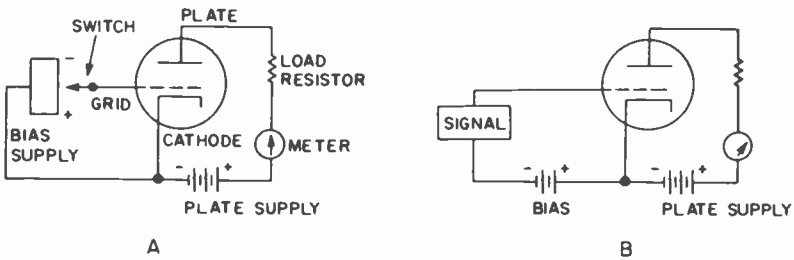 PLATE
SWITCH
LOAD
RESISTOR
-
+
GRID
BIAS
SUPPLY
CATHODE
METER
- +
PLATE SUPPLY
A
SIGNAL
- +
- +
BIAS
PLATE SUPPLY
B